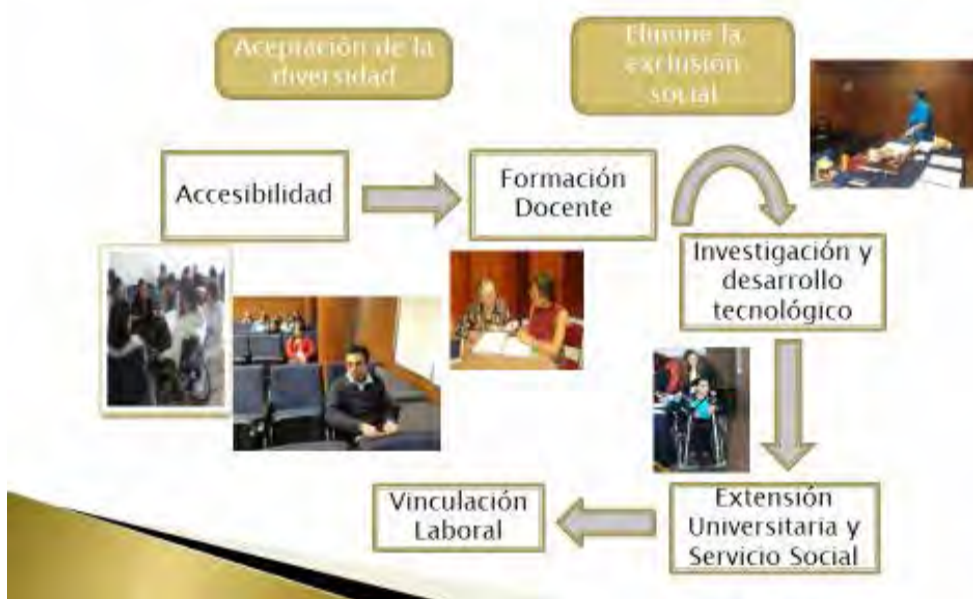 Aceptación de la
diversidad
Elimine la
exclusión
social
Accesibilidad
Formación
Docente
Investigación y
desarrollo
tecnológico
Extensión
Universitaria y
Servicio Social
Vinculación
Laboral